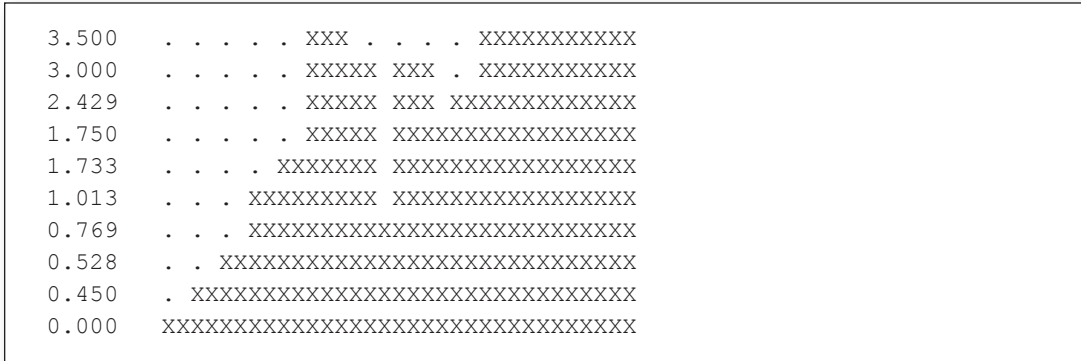 3.500   . . . . . XXX . . . . XXXXXXXXXXX
3.000   . . . . . XXXXX XXX . XXXXXXXXXXX
2.429   . . . . . XXXXX XXX XXXXXXXXXXXXX
1.750   . . . . . XXXXX XXXXXXXXXXXXXXXXX
1.733   . . . . XXXXXXX XXXXXXXXXXXXXXXXX
1.013   . . . XXXXXXXXX XXXXXXXXXXXXXXXXX
0.769   . . . XXXXXXXXXXXXXXXXXXXXXXXXXXX
0.528   . . XXXXXXXXXXXXXXXXXXXXXXXXXXXXX
0.450   . XXXXXXXXXXXXXXXXXXXXXXXXXXXXXXX
0.000   XXXXXXXXXXXXXXXXXXXXXXXXXXXXXXXXX